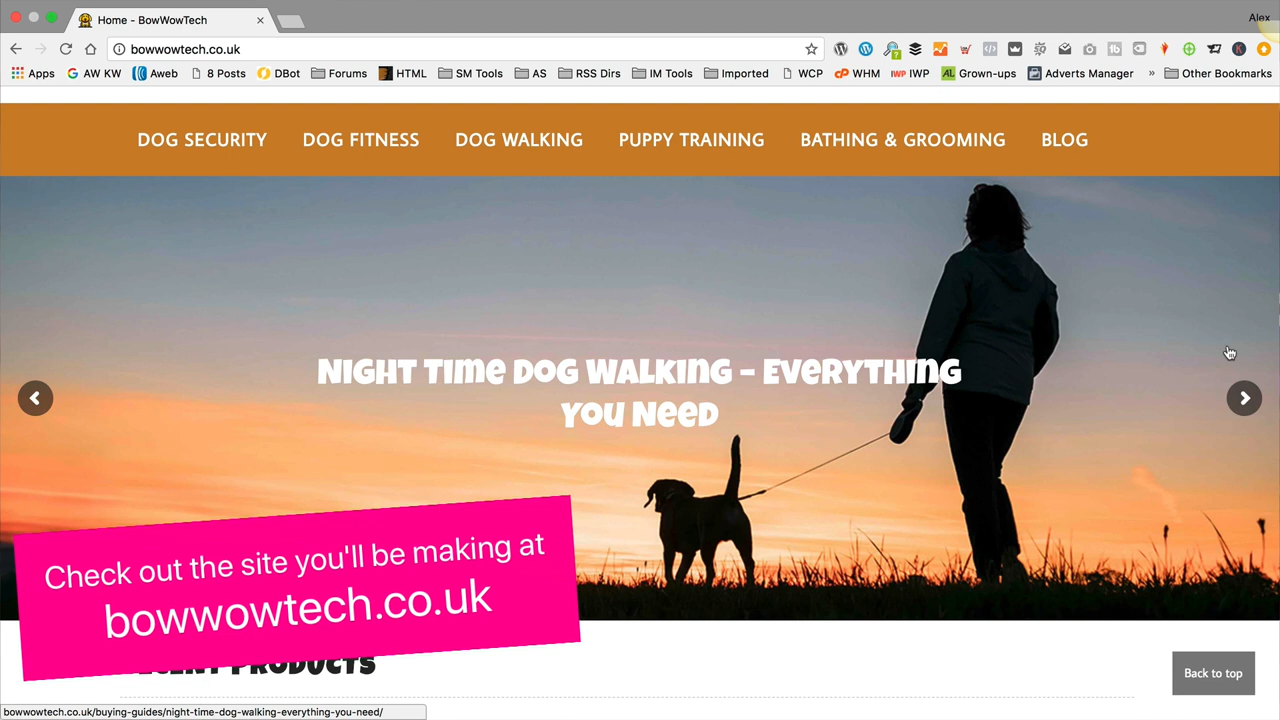 Home - BowWowTech
Alex
bowwowtech.co.uk
Apps AW KW Aweb 8 Posts DBot Forums HTML SM Tools AS RSS Dirs IM Tools Imported WCP WHM IWP IWP Grown-ups Adverts Manager » Other Bookmarks
DOG SECURITY DOG FITNESS DOG WALKING PUPPY TRAINING BATHING & GROOMING BLOG
Night Time Dog Walking – Everything
You Need
Check out the site you'll be making at
bowwowtech.co.uk
Products
Back to top
bowwowtech.co.uk/buying-guides/night-time-dog-walking-everything-you-need/